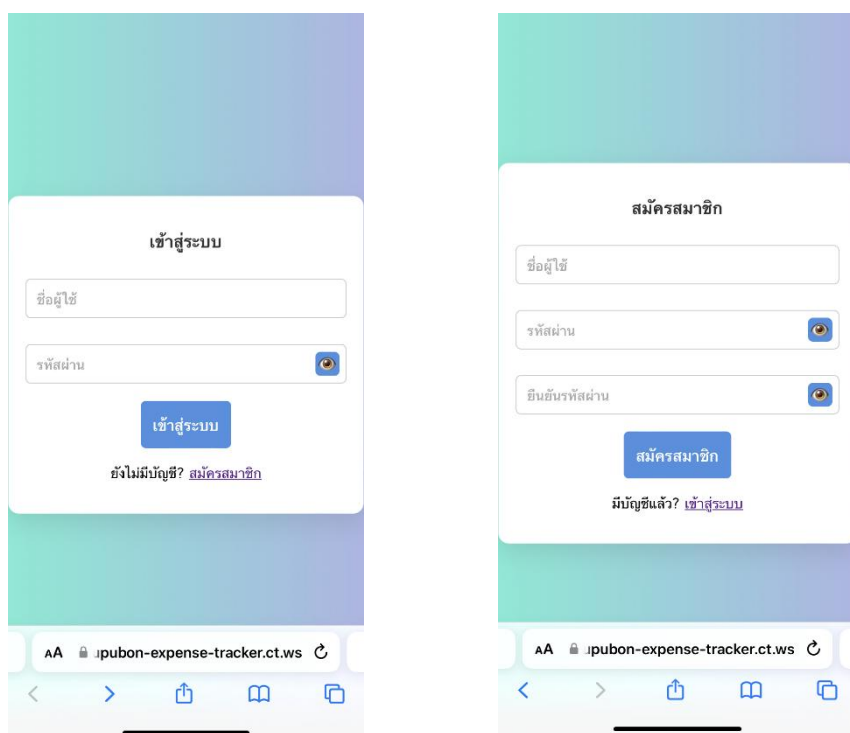 เข้าสู่ระบบ
ชื่อผู้ใช้
รหัสผ่าน
เข้าสู่ระบบ
ยังไม่มีบัญชี? สมัครสมาชิก
AA upubon-expense-tracker.ct.ws
สมัครสมาชิก
ชื่อผู้ใช้
รหัสผ่าน
ยืนยันรหัสผ่าน
สมัครสมาชิก
มีบัญชีแล้ว? เข้าสู่ระบบ
AA upubon-expense-tracker.ct.ws